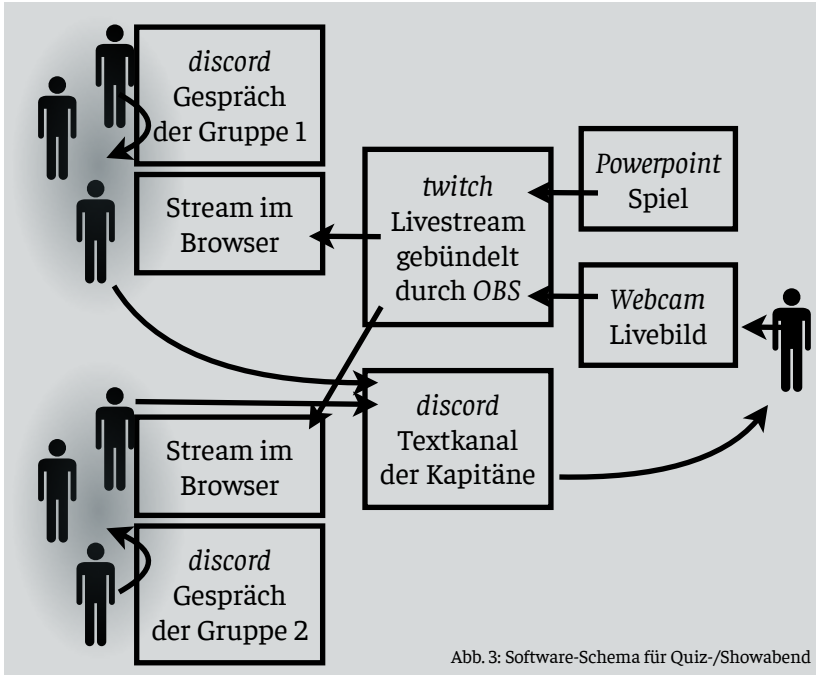 discord
Gespräch
der Gruppe 1
Stream im
Browser
twitch
Livestream
gebündelt
durch OBS
Powerpoint
Spiel
Webcam
Livebild
discord
Textkanal
der Kapitäne
Stream im
Browser
discord
Gespräch
der Gruppe 2
Abb. 3: Software-Schema für Quiz-/Showabend